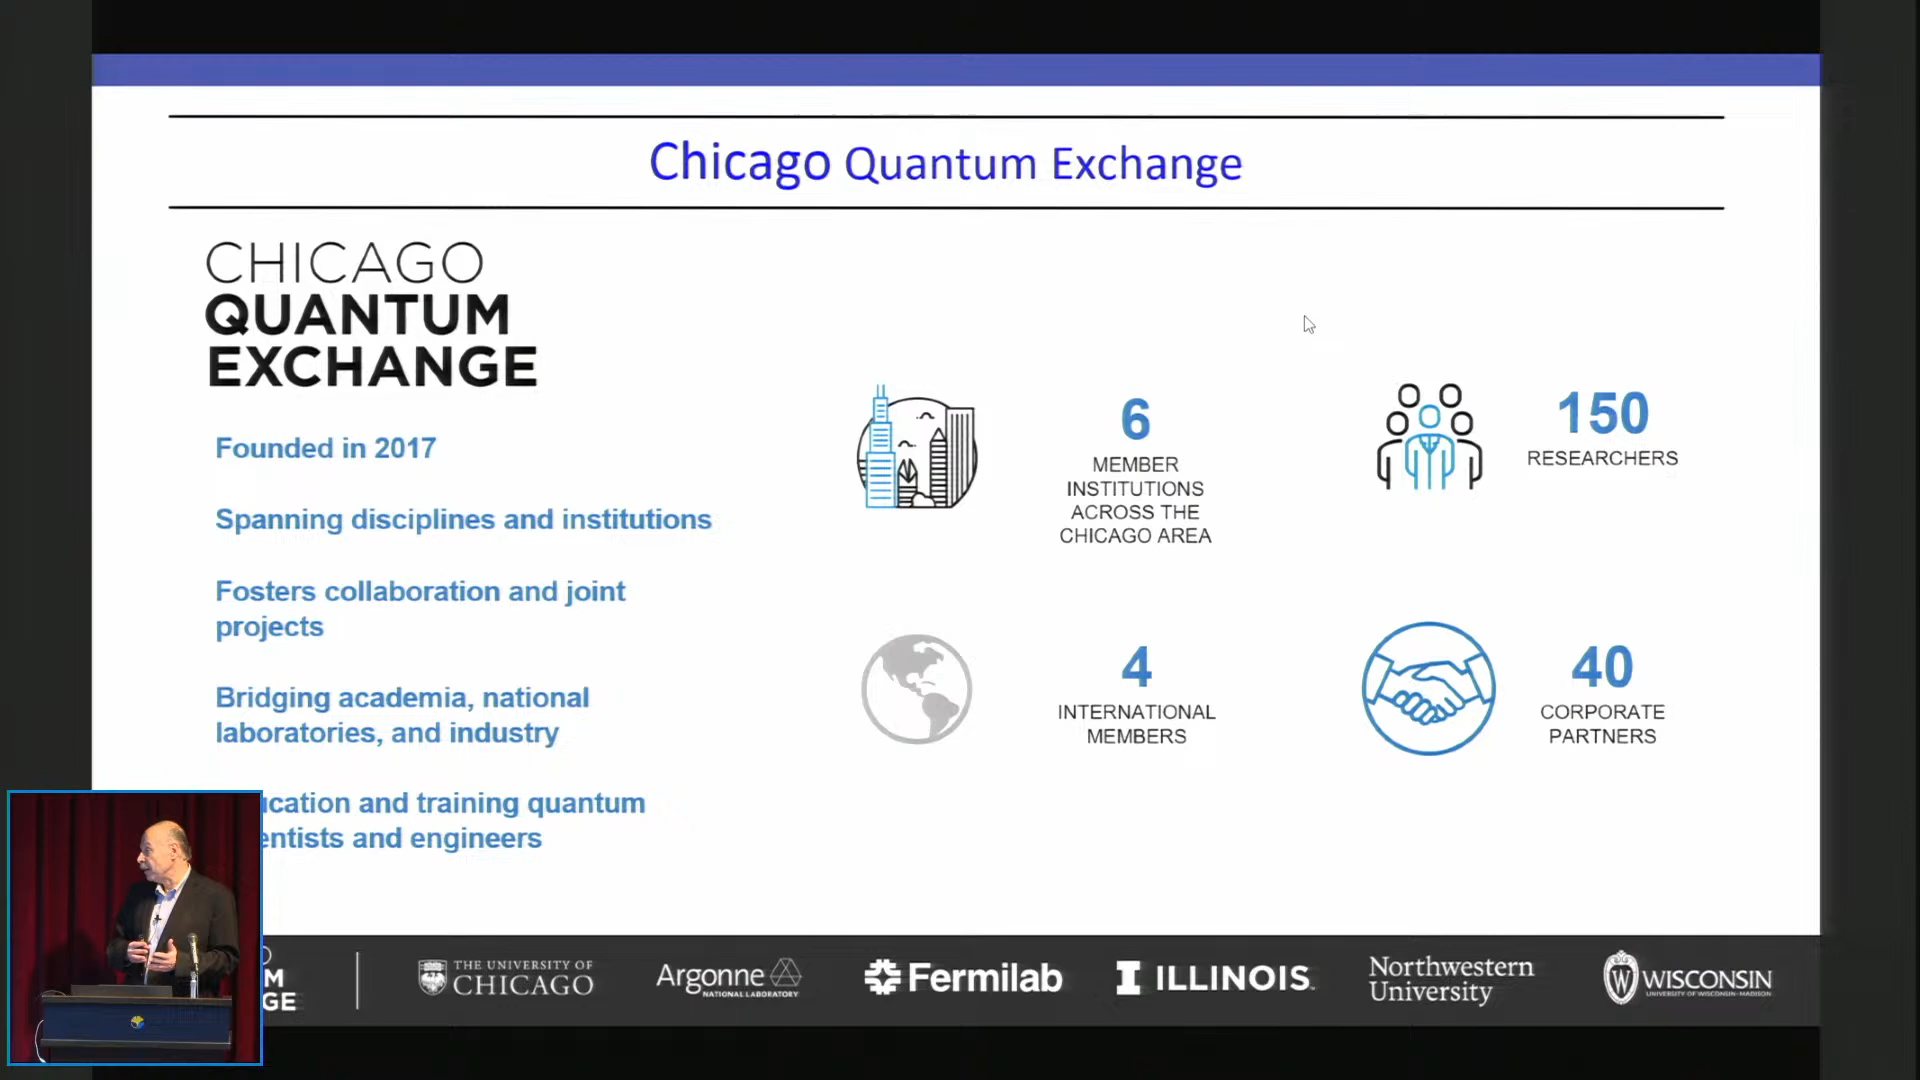 Chicago Quantum Exchange
CHICAGO
QUANTUM
EXCHANGE
Founded in 2017
Spanning disciplines and institutions
Fosters collaboration and joint
projects
Bridging academia, national
laboratories, and industry
ucation and training quantum
entists and engineers
6
MEMBER
INSTITUTIONS
ACROSS THE
CHICAGO AREA
150
RESEARCHERS
4
INTERNATIONAL
MEMBERS
40
CORPORATE
PARTNERS
O
M
GE
THE UNIVERSITY OF
CHICAGO
Argonne
NATIONAL LABORATORY
Fermilab
I ILLINOIS
Northwestern
University
W WISCONSIN
UNIVERSITY OF WISCONSIN-MADISON